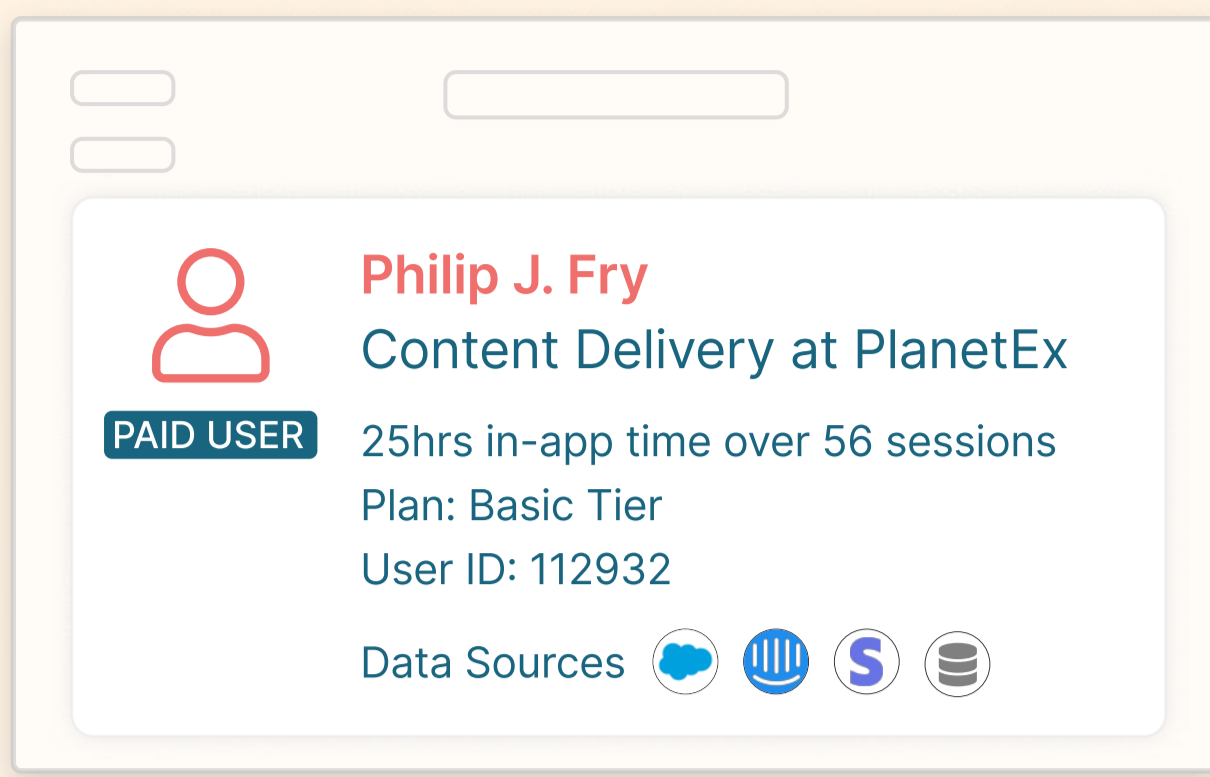 Philip J. Fry
Content Delivery at PlanetEx
PAID USER
25hrs in-app time over 56 sessions
Plan: Basic Tier
User ID: 112932
Data Sources
S